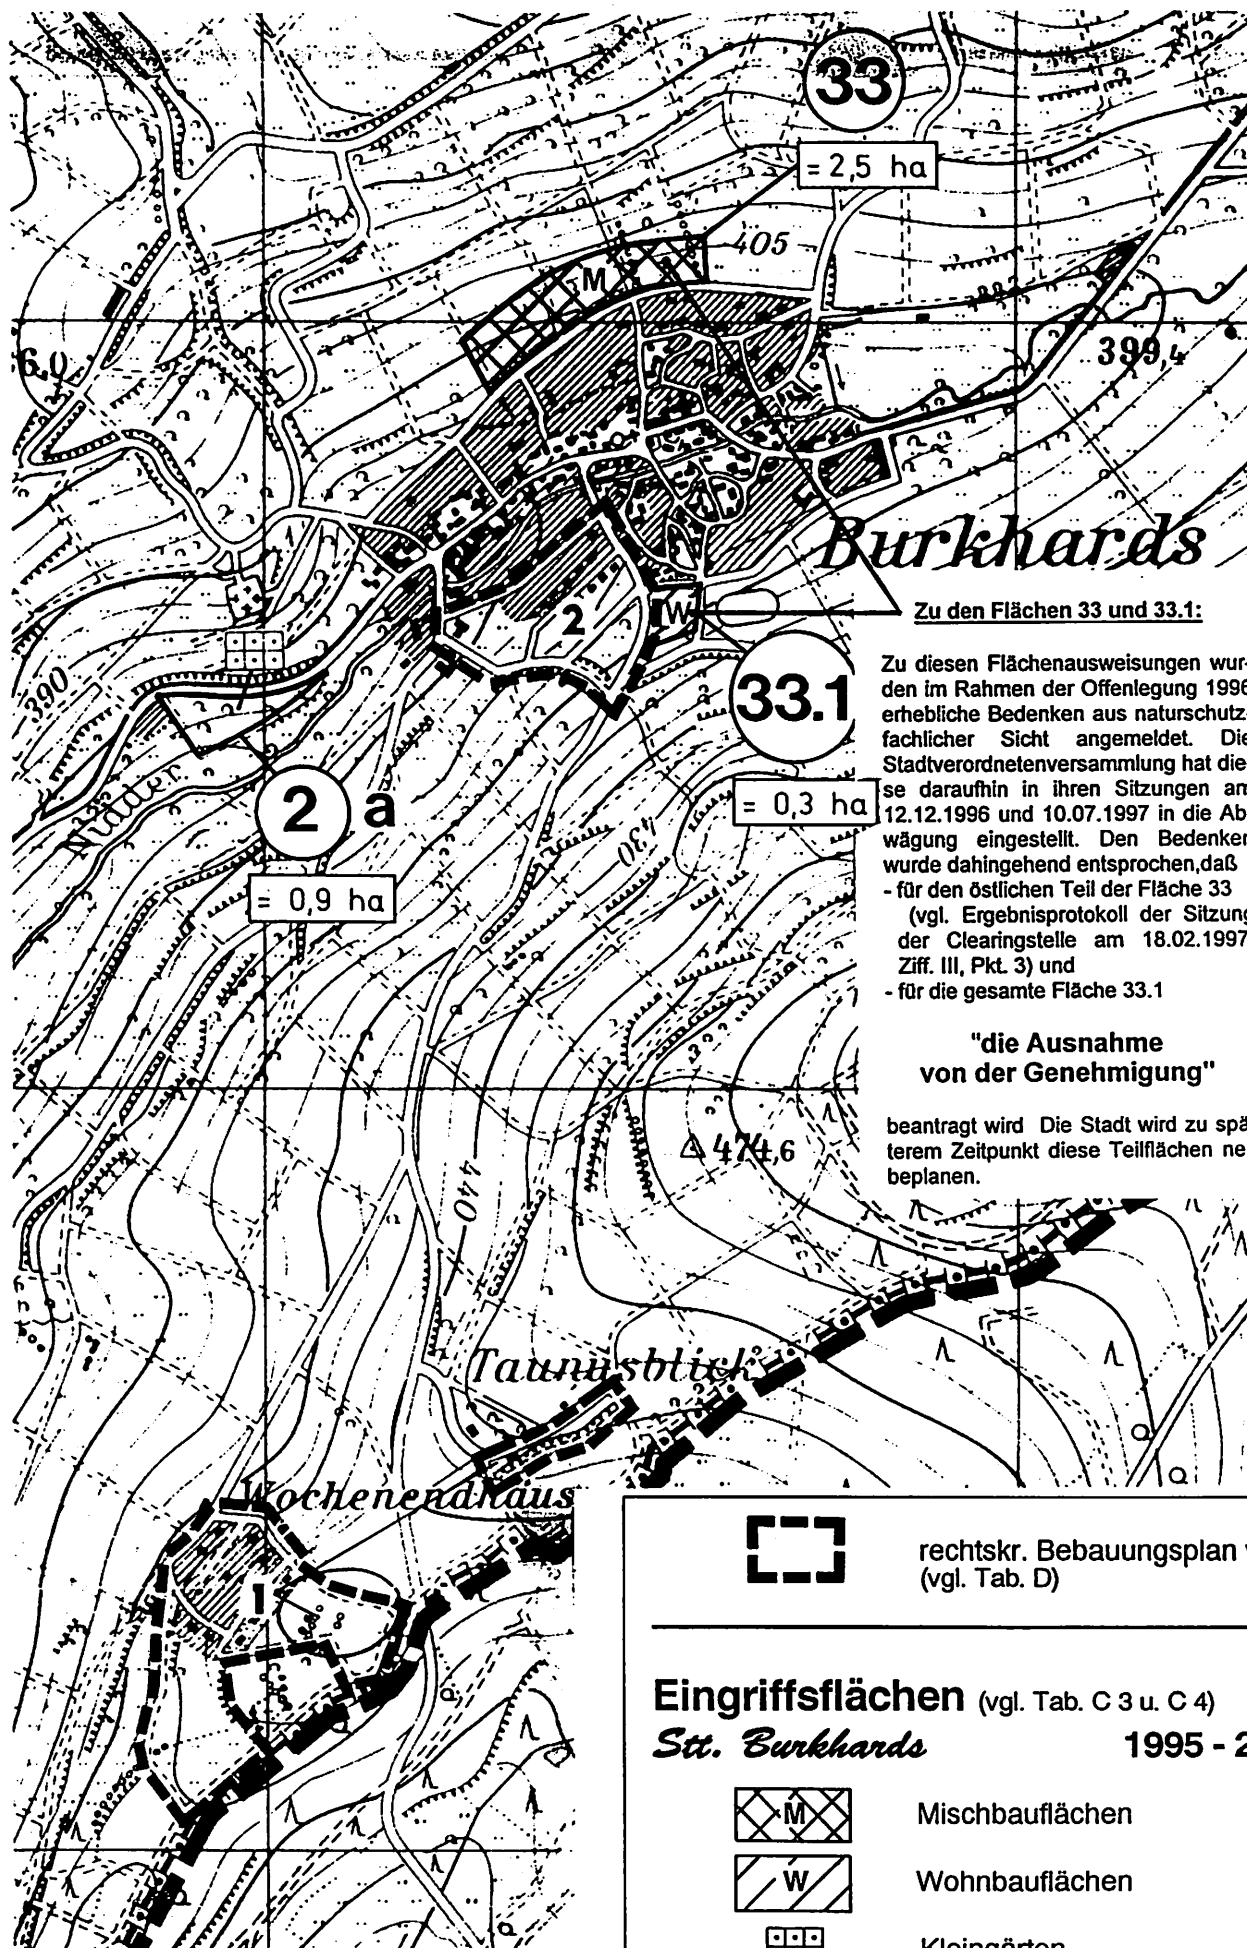 33
= 2,5 ha
405
M
6.0
399,4
Burkhards
2
W
Zu den Flächen 33 und 33.1:
33.1
= 0,3 ha
Zu diesen Flächenausweisungen wur-
den im Rahmen der Offenlegung 1996
erhebliche Bedenken aus naturschutz-
fachlicher Sicht angemeldet. Die
Stadtverordnetenversammlung hat die-
se daraufhin in ihren Sitzungen am
12.12.1996 und 10.07.1997 in die Ab-
wägung eingestellt. Den Bedenken
wurde dahingehend entsprochen,daß
- für den östlichen Teil der Fläche 33
(vgl. Ergebnisprotokoll der Sitzung
der Clearingstelle am 18.02.1997,
Ziff. III, Pkt. 3) und
- für die gesamte Fläche 33.1
"die Ausnahme
von der Genehmigung"
beantragt wird Die Stadt wird zu spä-
terem Zeitpunkt diese Teilflächen ne
beplanen.
390
Nidder
2 a
= 0,9 ha
430
474,6
440
Taunusblick
Wochenendhaus
1
rechtskr. Bebauungsplan
(vgl. Tab. D)
Eingriffsflächen (vgl. Tab. C 3 u. C 4)
Stt. Burkhards 1995 - 2
M Mischbauflächen
W Wohnbauflächen
Kleingärten